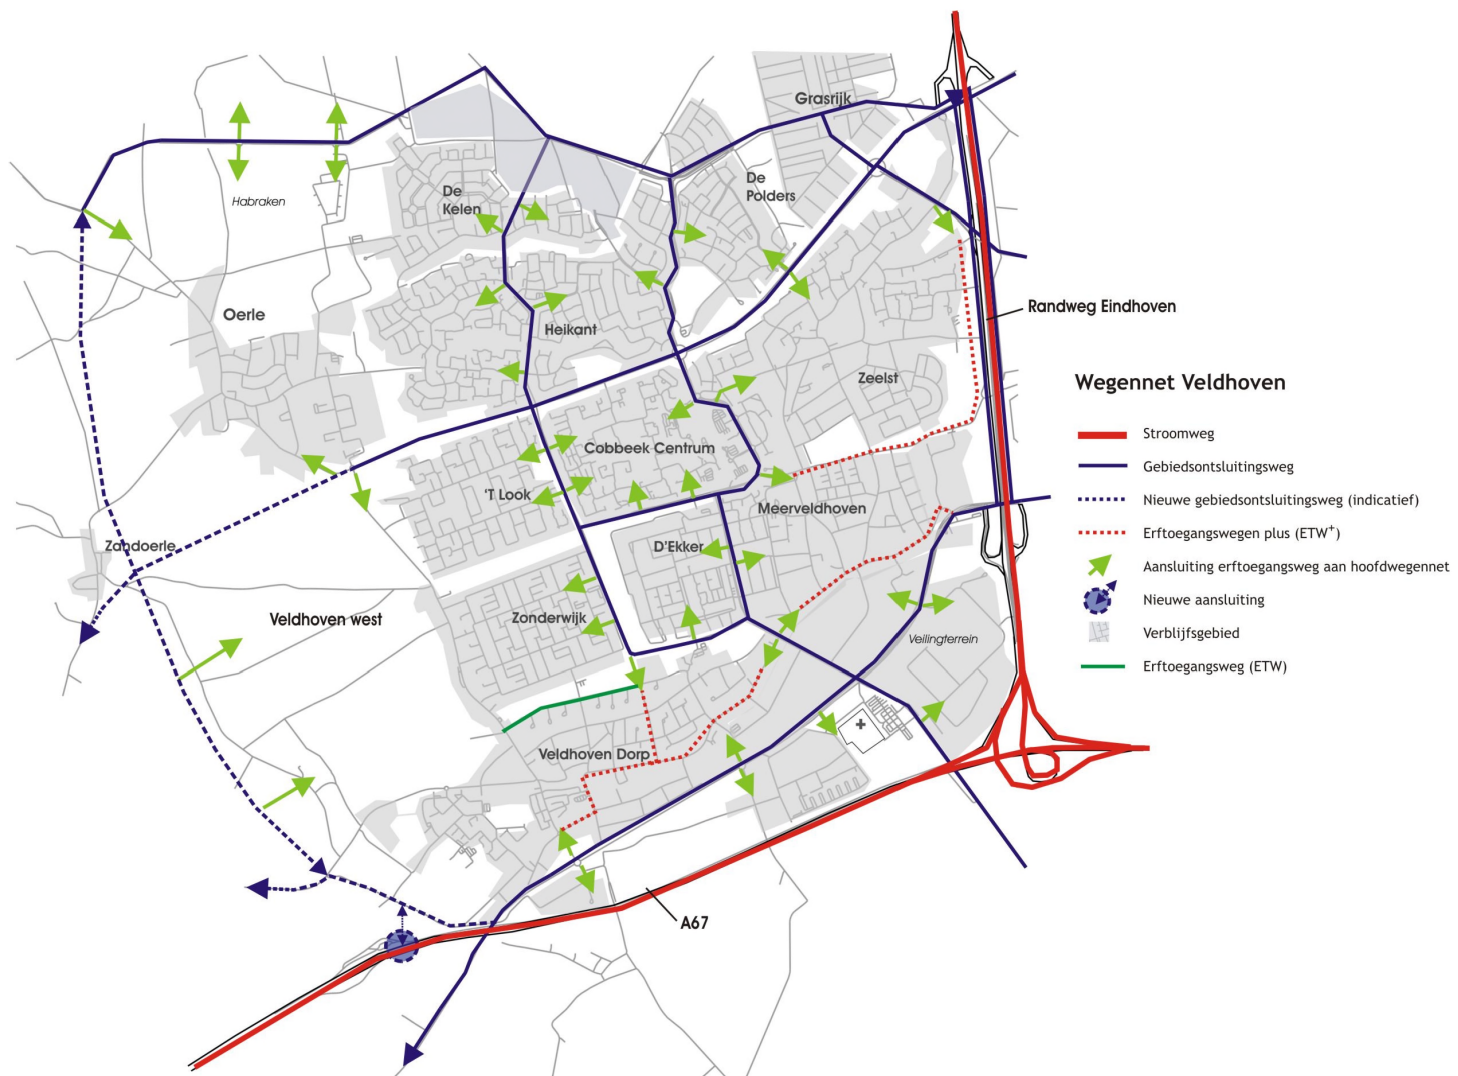 Grasrijk
De
Kelen
De
Polders
Habraken
Oerle
Heikant
Randweg Eindhoven
Zeelst
Wegennet Veldhoven
Stroomweg
Cobbeek Centrum
Gebiedsontsluitingsweg
'T Look
Nieuwe gebiedsontsluitingsweg (indicatief)
Meerveldhoven
Erftoegangswegen plus (ETW+)
Zandoerle
D'Ekker
Aansluiting erftoegangsweg aan hoofdwegennet
Nieuwe aansluiting
Veldhoven west
Zonderwijk
Veilingterrein
Verblijfsgebied
Erftoegangsweg (ETW)
Veldhoven Dorp
A67